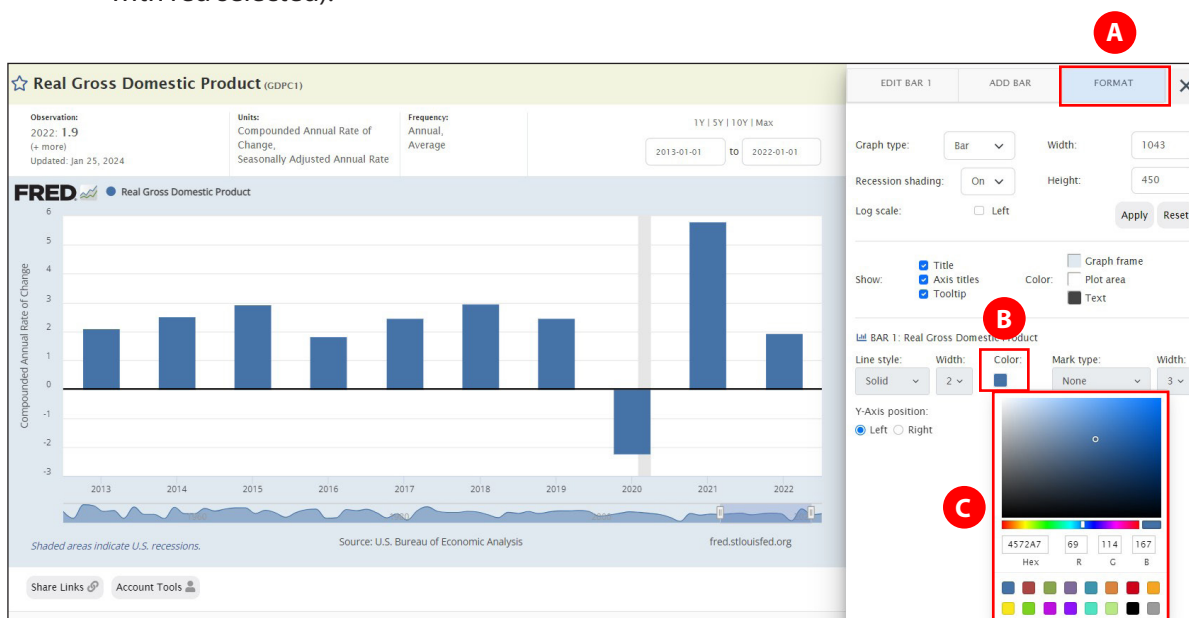 A
☆ Real Gross Domestic Product (GDPC1)
EDIT BAR 1
ADD BAR
FORMAT
Observation:
2022: 1.9
(+ more)
Updated: Jan 25, 2024
Units:
Compounded Annual Rate of
Change,
Seasonally Adjusted Annual Rate
Frequency:
Annual,
Average
1Y | 5Y | 10Y | Max
2013-01-01 to 2022-01-01
Graph type: Bar Width: 1043
Recession shading: On Height: 450
Log scale: Left Apply Reset
FRED Real Gross Domestic Product
Compounded Annual Rate of Change
6
5
4
3
2
1
0
-1
-2
-3
2013 2014 2015 2016 2017 2018 2019 2020 2021 2022
Shaded areas indicate U.S. recessions.
Source: U.S. Bureau of Economic Analysis
fred.stlouisfed.org
Share Links
Account Tools
Show:
Title
Axis titles
Tooltip
Color:
Graph frame
Plot area
Text
B
BAR 1: Real Gross Domestic Product
Line style: Width: Color: Mark type: Width:
Solid 2 None 3
Y-Axis position:
Left Right
C
4572A7 69 114 167
Hex R G B